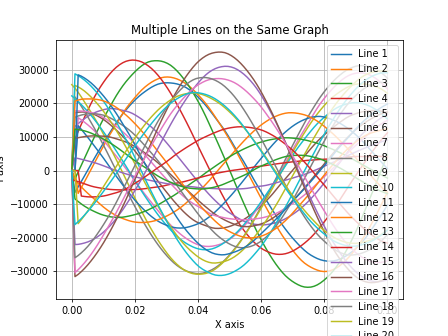 Multiple Lines on the Same Graph
30000
20000
10000
0
−10000
−20000
−30000
0.00
0.02
0.04
0.06
X axis
Line 1
Line 2
Line 3
Line 4
Line 5
Line 6
Line 7
Line 8
Line 9
Line 10
Line 11
Line 12
Line 13
Line 14
Line 15
Line 16
Line 17
Line 18
Line 19
Line 20